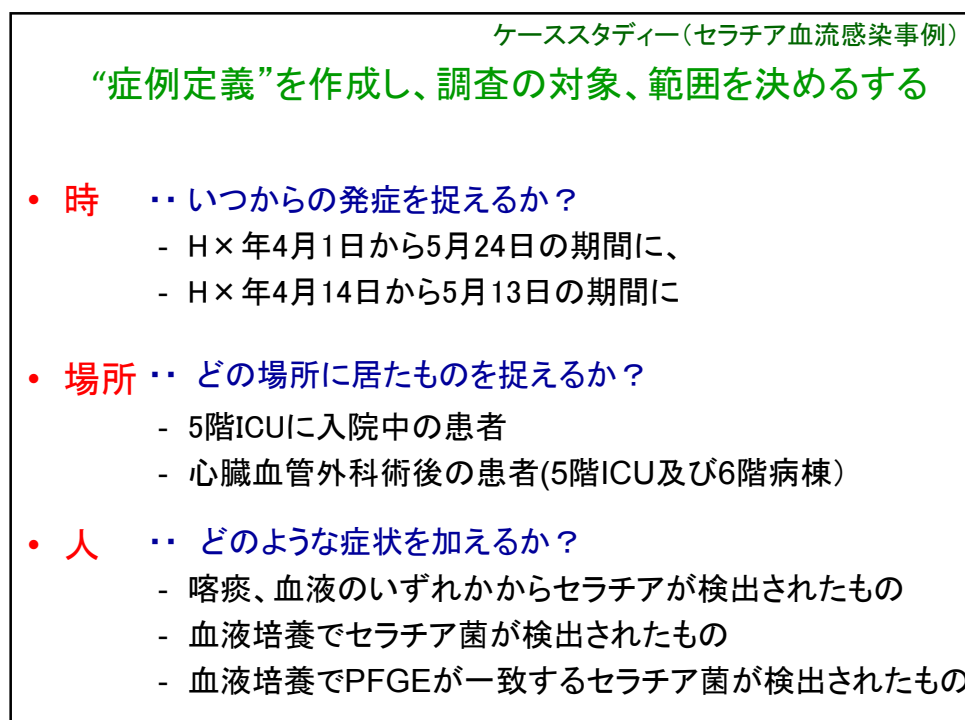 ケーススタディー（セラチア血流感染事例）
“症例定義”を作成し、調査の対象、範囲を決めるする
• 時 ‥ いつからの発症を捉えるか？
- H×年4月1日から5月24日の期間に、
- H×年4月14日から5月13日の期間に
• 場所 ‥ どの場所に居たものを捉えるか？
- 5階ICUに入院中の患者
- 心臓血管外科術後の患者(5階ICU及び6階病棟）
• 人 ‥ どのような症状を加えるか？
- 喀痰、血液のいずれかからセラチアが検出されたもの
- 血液培養でセラチア菌が検出されたもの
- 血液培養でPFGEが一致するセラチア菌が検出されたもの